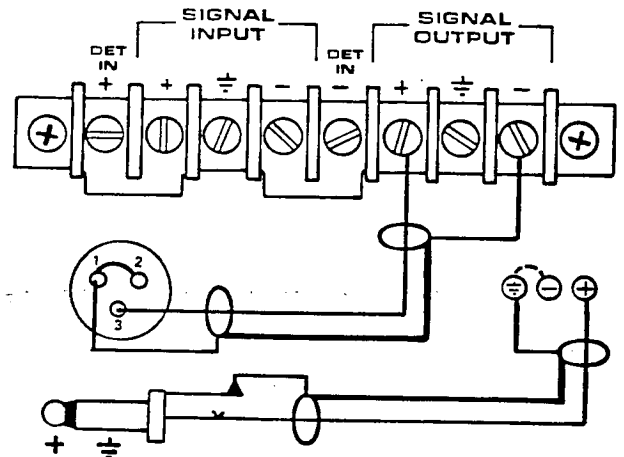 SIGNAL INPUT
SIGNAL OUTPUT
DET IN
DET IN
+ + ⏚ - - + ⏚ -
1 2
3
⏚ - +
+ ⏚